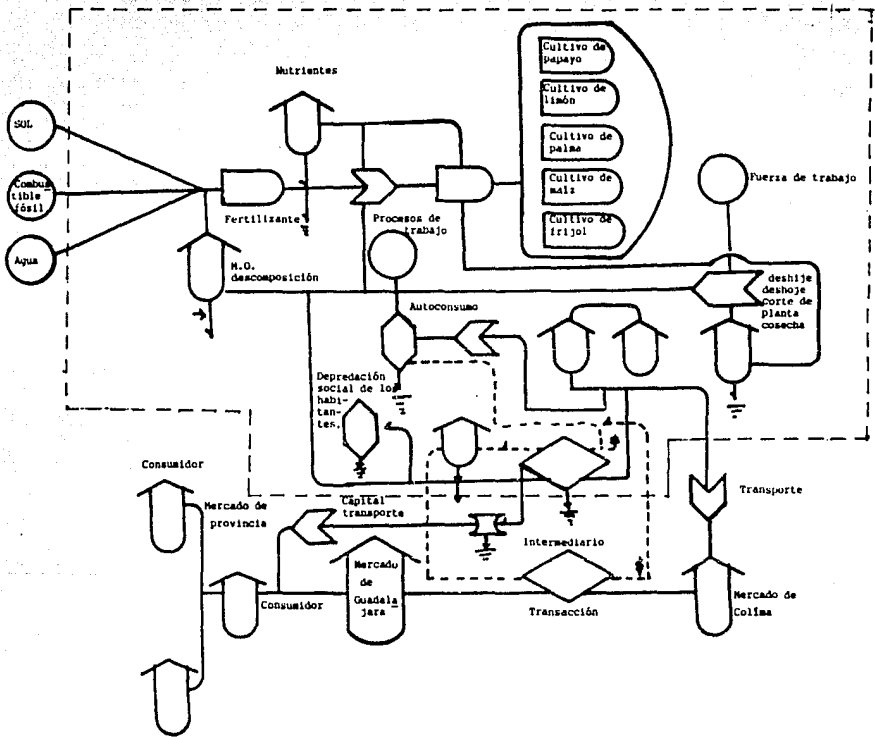 Cultivo de
papayo
Cultivo de
limón
Cultivo de
palma
Cultivo de
maíz
Cultivo de
frijol
Nutrientes
SOL
Combus
tible
fósil
Agua
Fertilizante
Procesos de
trabajo
Fuerza de trabajo
M.O.
descomposición
deshije
deshoje
corte de
planta
cosecha
Autoconsumo
Depredación
social de los
habi-
tan-
tes.
Consumidor
Mercado de
provincia
Capital
transporte
Transporte
Intermediario
Mercado
de
Guadala
jara
Consumidor
Transacción
Mercado de
Colima
$
$